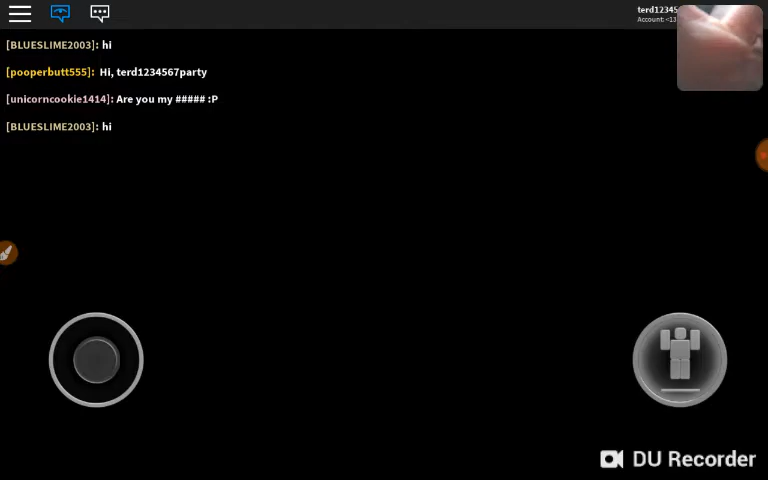 terd12345
Account: <13
[BLUESLIME2003]: hi
[pooperbutt555]: Hi, terd1234567party
[unicorncookie1414]: Are you my ##### :P
[BLUESLIME2003]: hi
DU Recorder